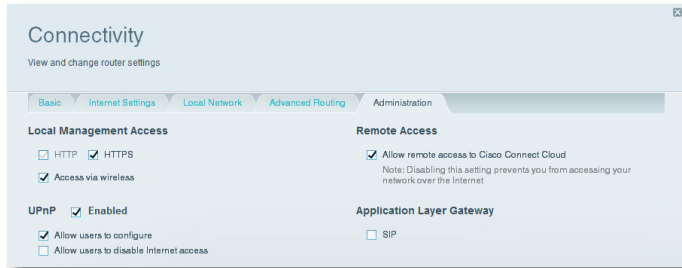 Connectivity
View and change router settings
Basic
Internet Settings
Local Network
Advanced Routing
Administration
Local Management Access
HTTP
HTTPS
Access via wireless
UPnP
Enabled
Allow users to configure
Allow users to disable Internet access
Remote Access
Allow remote access to Cisco Connect Cloud
Note: Disabling this setting prevents you from accessing your
network over the Internet
Application Layer Gateway
SIP